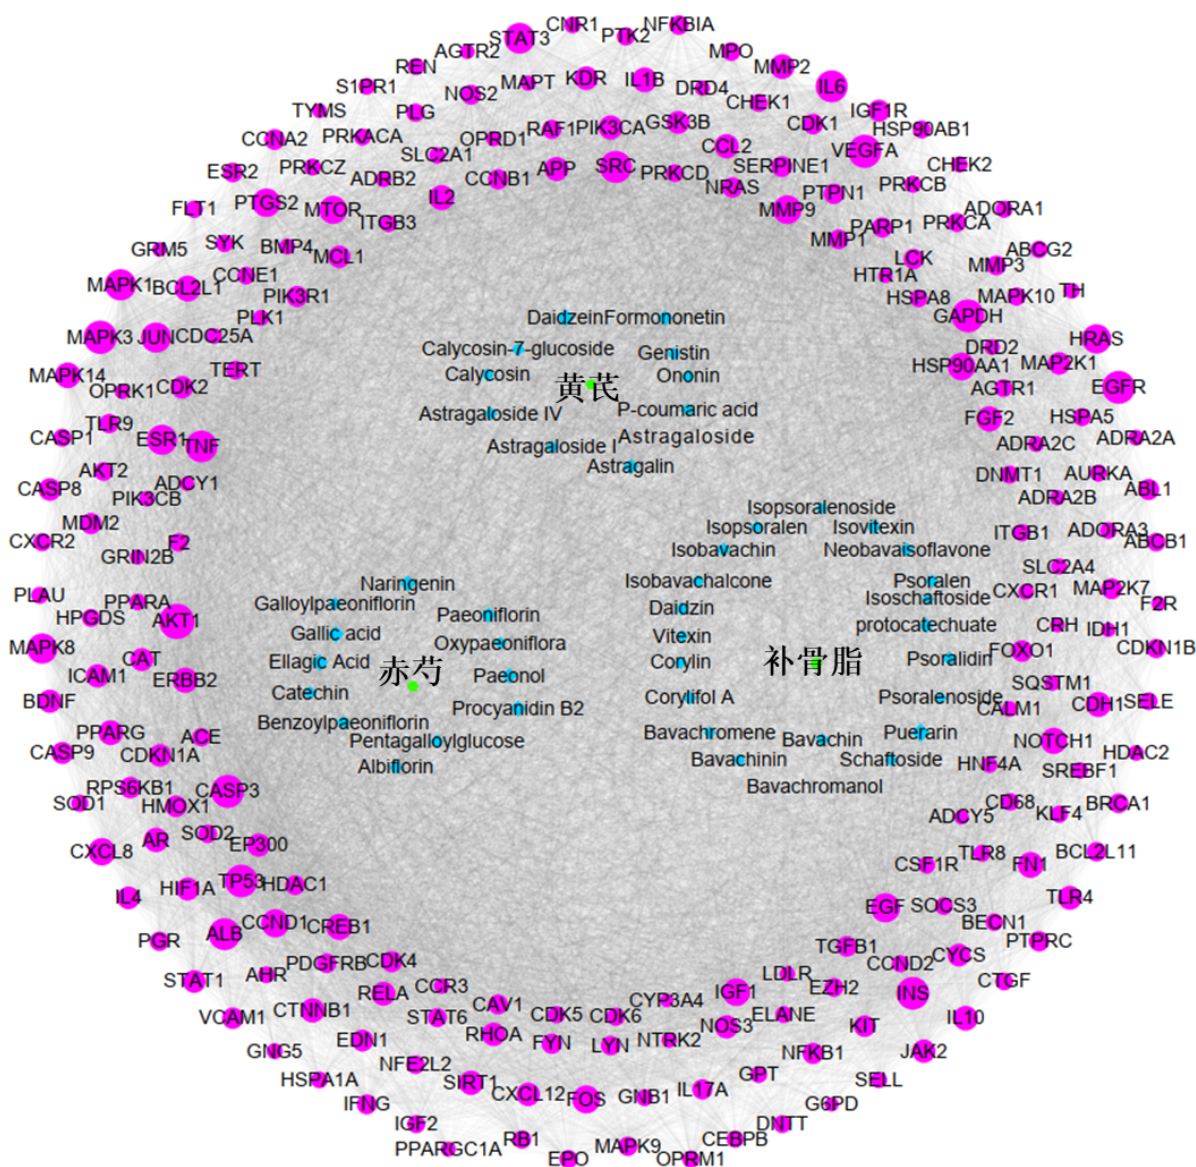 CNR1
NFKBIA
STAT3
PTK2
AGTR2
MPO
REN
MMP2
S1PR1
NOS2
MAPT
KDR
IL1B
DRD4
IL6
TYMS
PLG
CHEK1
IGF1R
CCNA2
PRKACA
OPRD1
RAF1
PIK3CA
GSK3B
CDK1
HSP90AB1
ESR2
PRKCZ
SLC2A1
CCL2
VEGFA
CHEK2
ADRB2
CCNB1
APP
SRC
PRKCD
SERPINE1
PRKCB
FLT1
PTGS2
MTOR
IL2
NRAS
PTPN1
ADORA1
ITGB3
MMP9
PARP1
PRKCA
GRM5
SYK
BMP4
MCL1
MMP1
LCK
ABCG2
MAPK1
BCL2L1
CCNE1
HTR1A
MMP3
PIK3R1
HSPA8
MAPK10
TH
PLK1
GAPDH
MAPK3
JUN
CDC25A
DRD2
HRAS
MAPK14
TERT
HSP90AA1
MAP2K1
OPRK1
CDK2
AGTR1
EGFR
TLR9
FGF2
HSPA5
CASP1
ESR1
TNF
ADRA2C
ADRA2A
AKT2
ADCY1
DNMT1
AURKA
CASP8
PIK3CB
ADRA2B
ABL1
MDM2
ITGB1
ADORA3
CXCR2
F2
ABCB1
GRIN2B
SLC2A4
PLAU
PPARA
CXCR1
MAP2K7
HPGDS
AKT1
F2R
CRH
IDH1
MAPK8
CAT
FOXO1
CDKN1B
ICAM1
ERBB2
SQSTM1
BDNF
CALM1
CDH1
SELE
PPARG
ACE
NOTCH1
CASP9
CDKN1A
HDAC2
HNF4A
SREBF1
RPS6KB1
CASP3
SOD1
HMOX1
CD68
BRCA1
ADCY5
KLF4
AR
SOD2
EP300
CXCL8
TLR8
BCL2L11
CSF1R
FN1
HIF1A
TP53
HDAC1
IL4
TLR4
EGF
SOCS3
ALB
CCND1
CREB1
BECN1
PGR
TGFB1
PTPRC
PDGFRB
CDK4
CCND2
CYCS
STAT1
AHR
LDLR
CTGF
RELA
CCR3
EZH2
CTNNB1
CAV1
CYP3A4
IGF1
INS
VCAM1
STAT6
CDK5
CDK6
ELANE
IL10
EDN1
RHOA
FYN
LYN
NTRK2
NOS3
KIT
GNG5
NFE2L2
NFKB1
JAK2
HSPA1A
SIRT1
CXCL12
FOS
GNB1
IL17A
GPT
SELL
IFNG
G6PD
IGF2
DNTT
PPARGC1A
RB1
MAPK9
CEBPB
EPO
OPRM1
Daidzein
Formononetin
Calycosin-7-glucoside
Genistin
Calycosin
Ononin
黄芪
Astragaloside IV
P-coumaric acid
Astragaloside I
Astragaloside
Astragalin
Isopsoralenoside
Isopsoralen
Isovitexin
Isobavachin
Neobavaisoflavone
Isobavachalcone
Psoralen
Isoschaftoside
Daidzin
protocatechuate
Vitexin
Corylin
补骨脂
Psoralidin
Corylifol A
Psoralenoside
Bavachromene
Bavachin
Puerarin
Bavachinin
Schaftoside
Bavachromanol
Naringenin
Galloylpaeoniflorin
Paeoniflorin
Gallic acid
Oxypaeoniflora
Ellagic Acid
赤芍
Paeonol
Catechin
Procyanidin B2
Benzoylpaeoniflorin
Pentagalloylglucose
Albiflorin